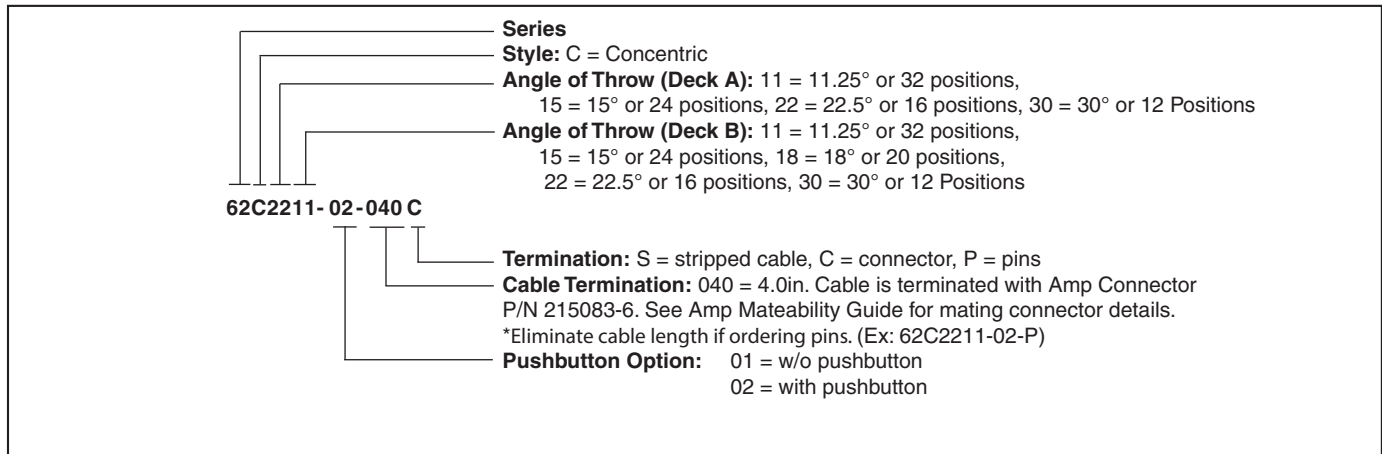 Series
Style: C = Concentric
Angle of Throw (Deck A): 11 = 11.25° or 32 positions,
15 = 15° or 24 positions, 22 = 22.5° or 16 positions, 30 = 30° or 12 Positions
Angle of Throw (Deck B): 11 = 11.25° or 32 positions,
15 = 15° or 24 positions, 18 = 18° or 20 positions,
22 = 22.5° or 16 positions, 30 = 30° or 12 Positions
62C2211- 02 - 040 C
Termination: S = stripped cable, C = connector, P = pins
Cable Termination: 040 = 4.0in. Cable is terminated with Amp Connector
P/N 215083-6. See Amp Mateability Guide for mating connector details.
*Eliminate cable length if ordering pins. (Ex: 62C2211-02-P)
Pushbutton Option: 01 = w/o pushbutton
02 = with pushbutton